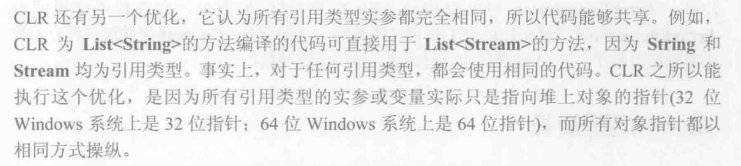 CLR 还有另一个优化，它认为所有引用类型实参都完全相同，所以代码能够共享。例如，
CLR 为 List<String>的方法编译的代码可直接用于 List<Stream>的方法，因为 String 和
Stream 均为引用类型。事实上，对于任何引用类型，都会使用相同的代码。CLR 之所以能
执行这个优化，是因为所有引用类型的实参或变量实际只是指向堆上对象的指针(32 位
Windows 系统上是 32 位指针；64 位 Windows 系统上是 64 位指针)，而所有对象指针都以
相同方式操纵。